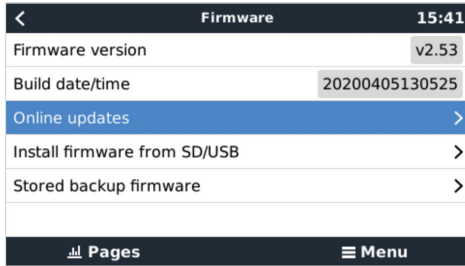 Firmware 15:41
Firmware version v2.53
Build date/time 20200405130525
Online updates
Install firmware from SD/USB
Stored backup firmware
Pages Menu